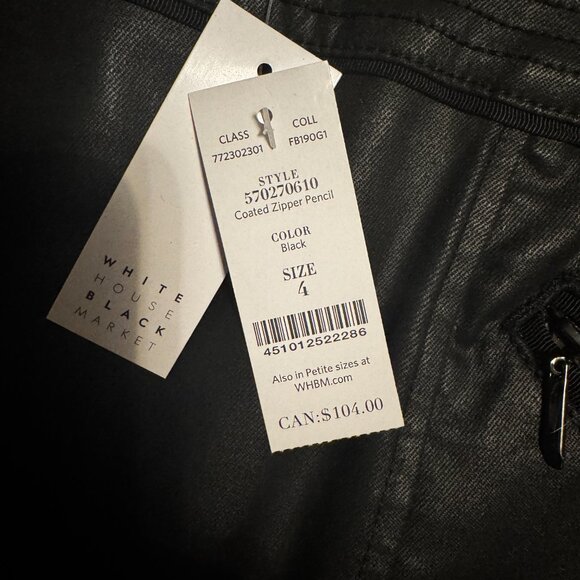 WHITE
HOUSE
BLACK
MARKET
CLASS COLL
772302301 FB190G1
STYLE
570270610
Coated Zipper Pencil
COLOR
Black
SIZE
4
451012522286
Also in Petite sizes at
WHBM.com
CAN:$104.00